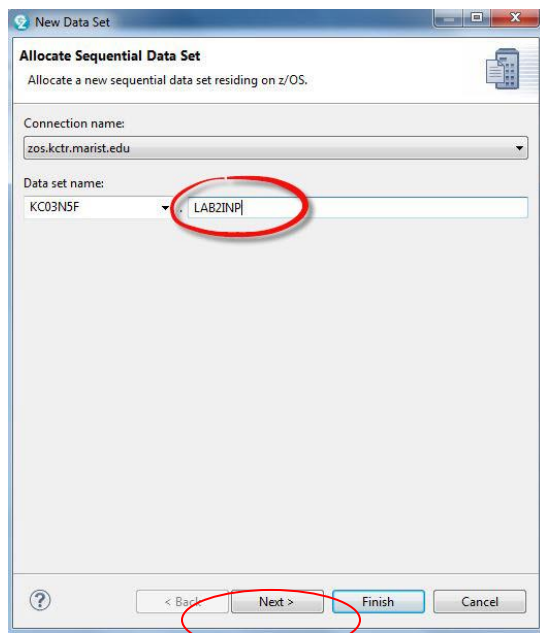 New Data Set
Allocate Sequential Data Set
Allocate a new sequential data set residing on z/OS.
Connection name:
zos.kctr.marist.edu
Data set name:
KC03N5F . LAB2INP
? < Back Next > Finish Cancel